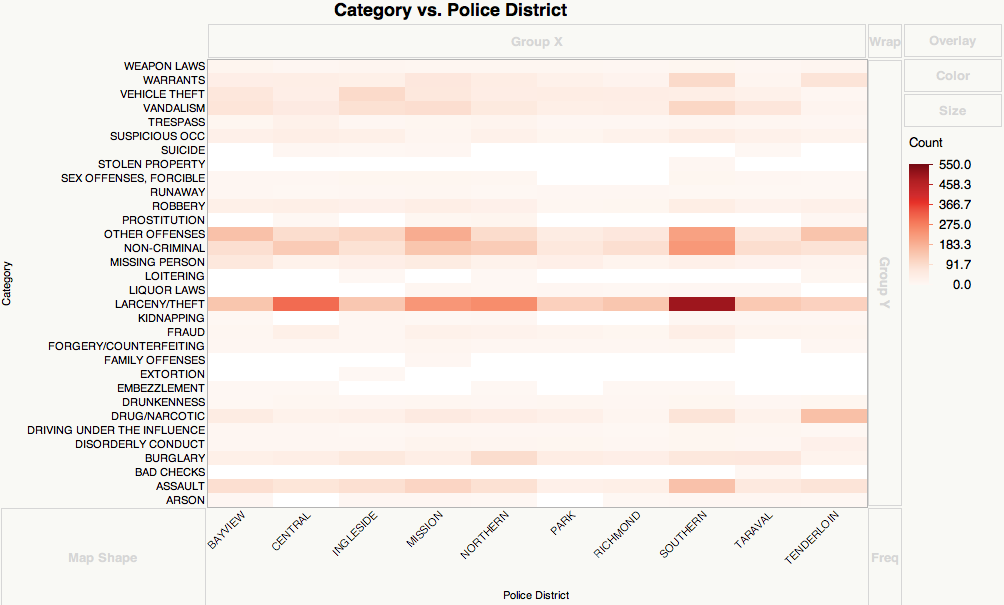 Category vs. Police District
Group X
Wrap
Overlay
Color
Size
Count
550.0
458.3
366.7
275.0
183.3
91.7
0.0
Category
WEAPON LAWS
WARRANTS
VEHICLE THEFT
VANDALISM
TRESPASS
SUSPICIOUS OCC
SUICIDE
STOLEN PROPERTY
SEX OFFENSES, FORCIBLE
RUNAWAY
ROBBERY
PROSTITUTION
OTHER OFFENSES
NON-CRIMINAL
MISSING PERSON
LOITERING
LIQUOR LAWS
LARCENY/THEFT
KIDNAPPING
FRAUD
FORGERY/COUNTERFEITING
FAMILY OFFENSES
EXTORTION
EMBEZZLEMENT
DRUNKENNESS
DRUG/NARCOTIC
DRIVING UNDER THE INFLUENCE
DISORDERLY CONDUCT
BURGLARY
BAD CHECKS
ASSAULT
ARSON
Group Y
BAYVIEW
CENTRAL
INGLESIDE
MISSION
NORTHERN
PARK
RICHMOND
SOUTHERN
TARAVAL
TENDERLOIN
Map Shape
Freq
Police District